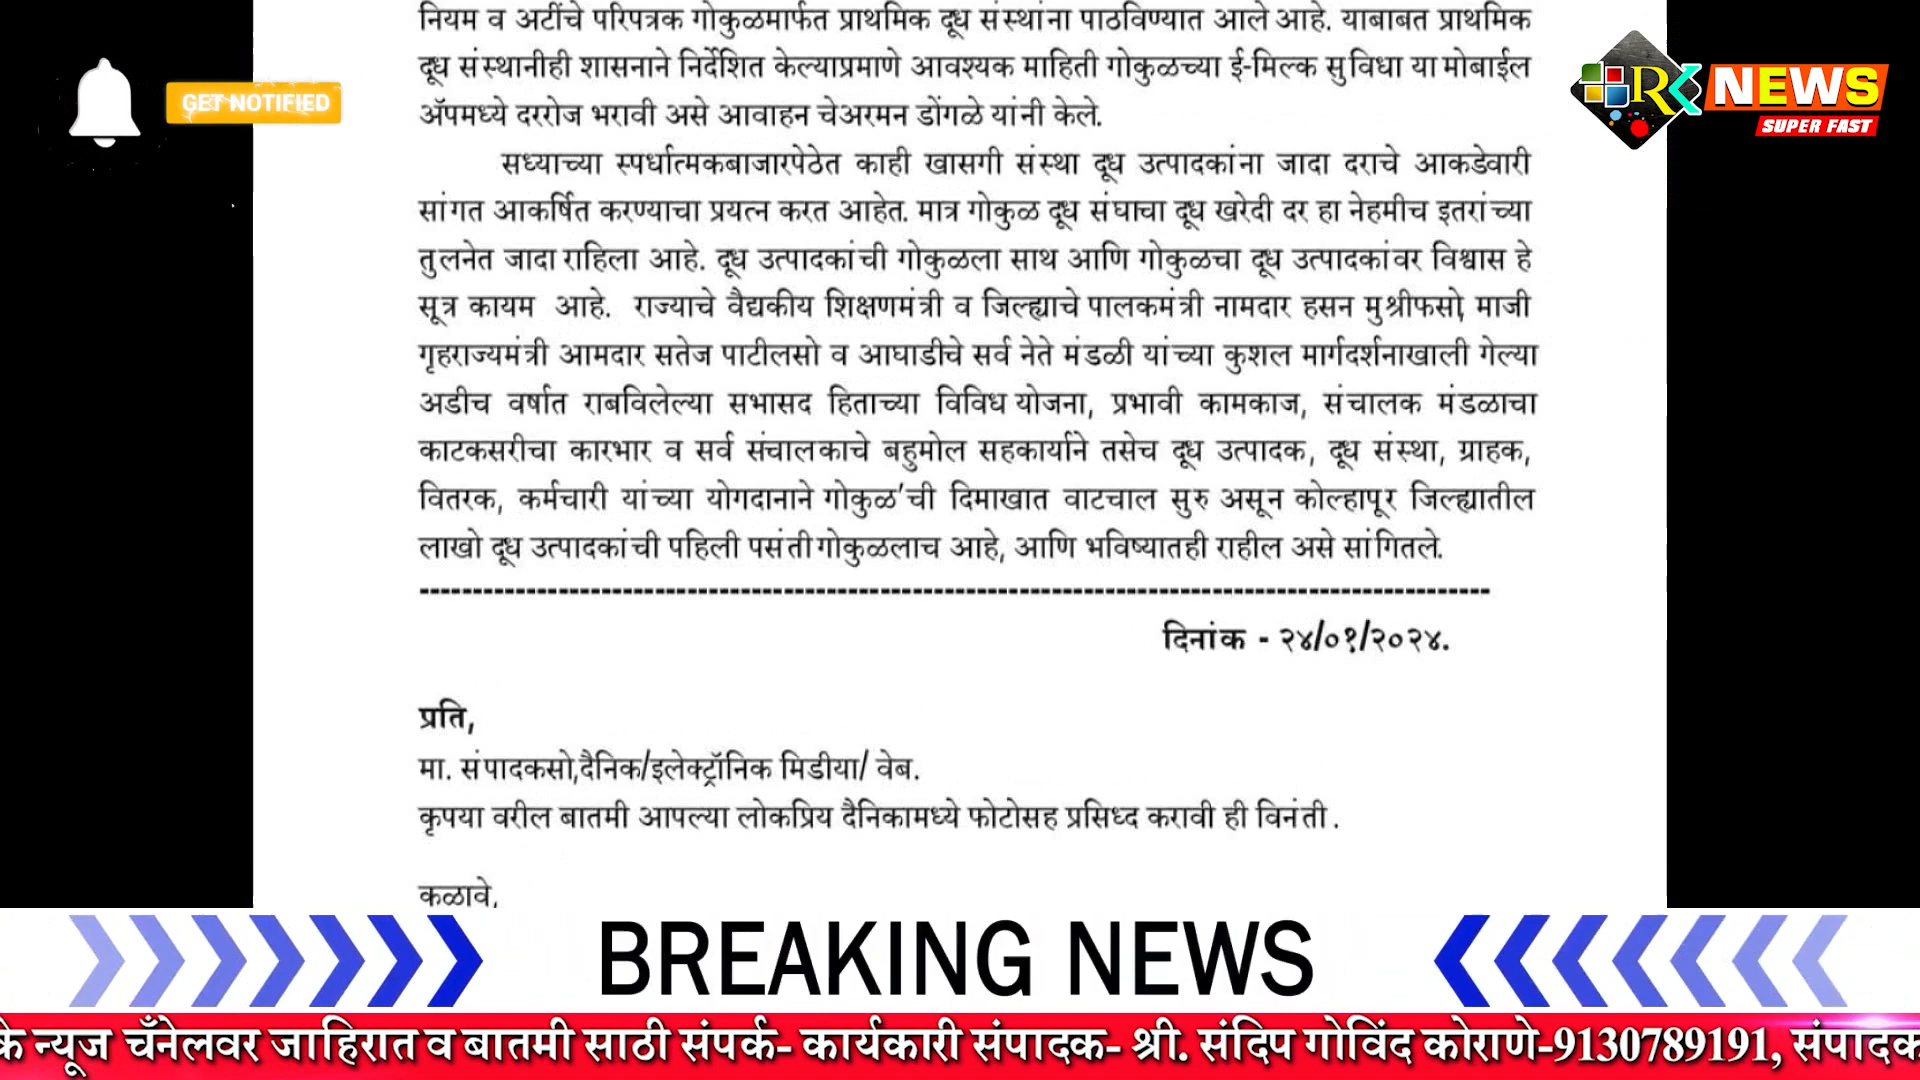 नियम व अटींचे परिपत्रक गोकुळमार्फत प्राथमिक दूध संस्थांना पाठविण्यात आले आहे. याबाबत प्राथमिक
दूध संस्थानीही शासनाने निर्देशित केल्याप्रमाणे आवश्यक माहिती गोकुळच्या ई-मिल्क सुविधा या मोबाईल
ॲपमध्ये दररोज भरावी असे आवाहन चेअरमन डोंगळे यांनी केले.
सध्याच्या स्पर्धात्मकबाजारपेठेत काही खासगी संस्था दूध उत्पादकांना जादा दराचे आकडेवारी
सांगत आकर्षित करण्याचा प्रयत्न करत आहेत. मात्र गोकुळ दूध संघाचा दूध खरेदी दर हा नेहमीच इतरांच्या
तुलनेत जादा राहिला आहे. दूध उत्पादकांची गोकुळला साथ आणि गोकुळचा दूध उत्पादकांवर विश्वास हे
सूत्र कायम आहे. राज्याचे वैद्यकीय शिक्षणमंत्री व जिल्ह्याचे पालकमंत्री नामदार हसन मुश्रीफसो, माजी
गृहराज्यमंत्री आमदार सतेज पाटीलसो व आघाडीचे सर्व नेते मंडळी यांच्या कुशल मार्गदर्शनाखाली गेल्या
अडीच वर्षात राबविलेल्या सभासद हिताच्या विविध योजना, प्रभावी कामकाज, संचालक मंडळाचा
काटकसरीचा कारभार व सर्व संचालकाचे बहुमोल सहकार्याने तसेच दूध उत्पादक, दूध संस्था, ग्राहक,
वितरक, कर्मचारी यांच्या योगदानाने गोकुळ’ची दिमाखात वाटचाल सुरु असून कोल्हापूर जिल्ह्यातील
लाखो दूध उत्पादकांची पहिली पसंती गोकुळलाच आहे, आणि भविष्यातही राहील असे सांगितले.
दिनांक - २४/०१/२०२४.
प्रति,
मा. संपादकसो,दैनिक/इलेक्ट्रॉनिक मिडीया/ वेब.
कृपया वरील बातमी आपल्या लोकप्रिय दैनिकामध्ये फोटोसह प्रसिध्द करावी ही विनंती.
कळावे,
GET NOTIFIED
RK NEWS
SUPER FAST
BREAKING NEWS
के न्यूज चॅनेलवर जाहिरात व बातमी साठी संपर्क- कार्यकारी संपादक- श्री. संदिप गोविंद कोराणे-9130789191, संपादक